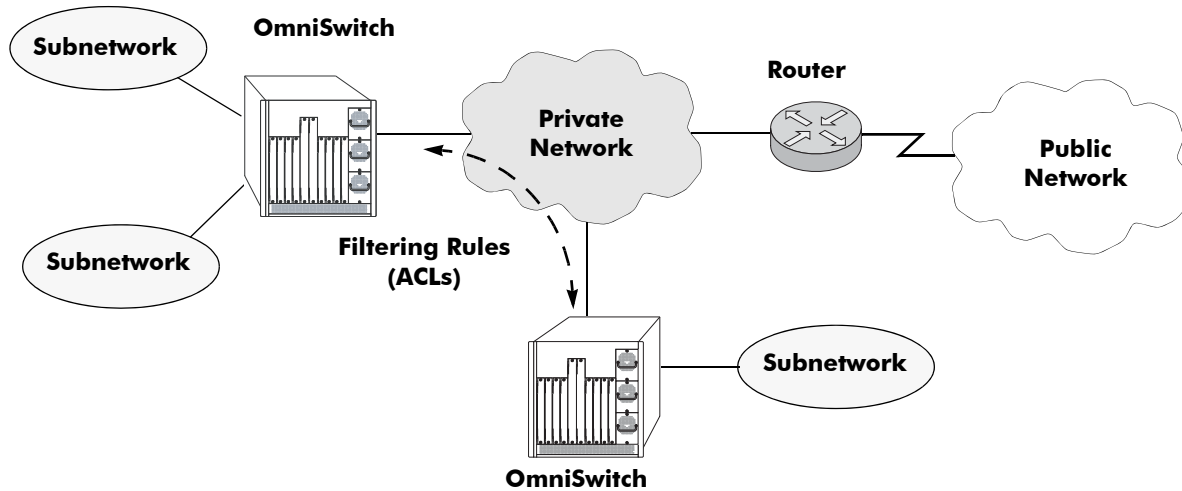 OmniSwitch
Subnetwork
Router
Private
Network
Public
Network
Filtering Rules
(ACLs)
Subnetwork
Subnetwork
OmniSwitch